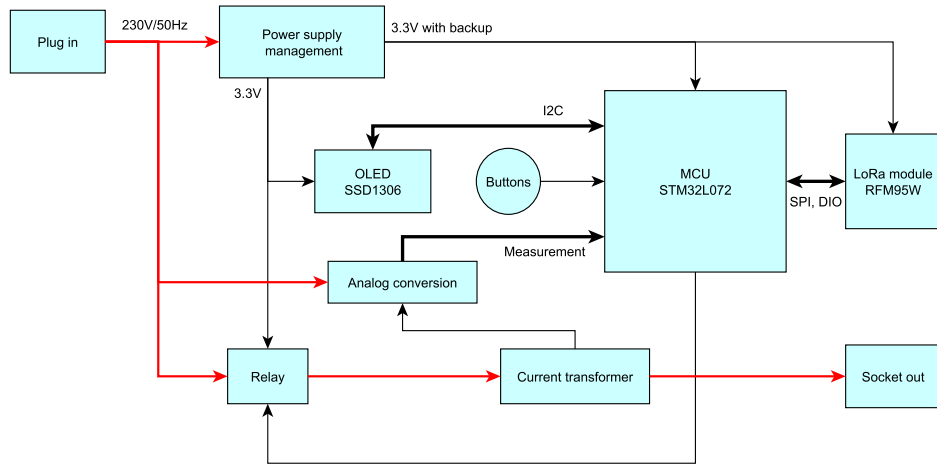 230V/50Hz
Plug in
Power supply
management
3.3V with backup
3.3V
I2C
OLED
SSD1306
Buttons
MCU
STM32L072
LoRa module
RFM95W
SPI, DIO
Measurement
Analog conversion
Relay
Current transformer
Socket out